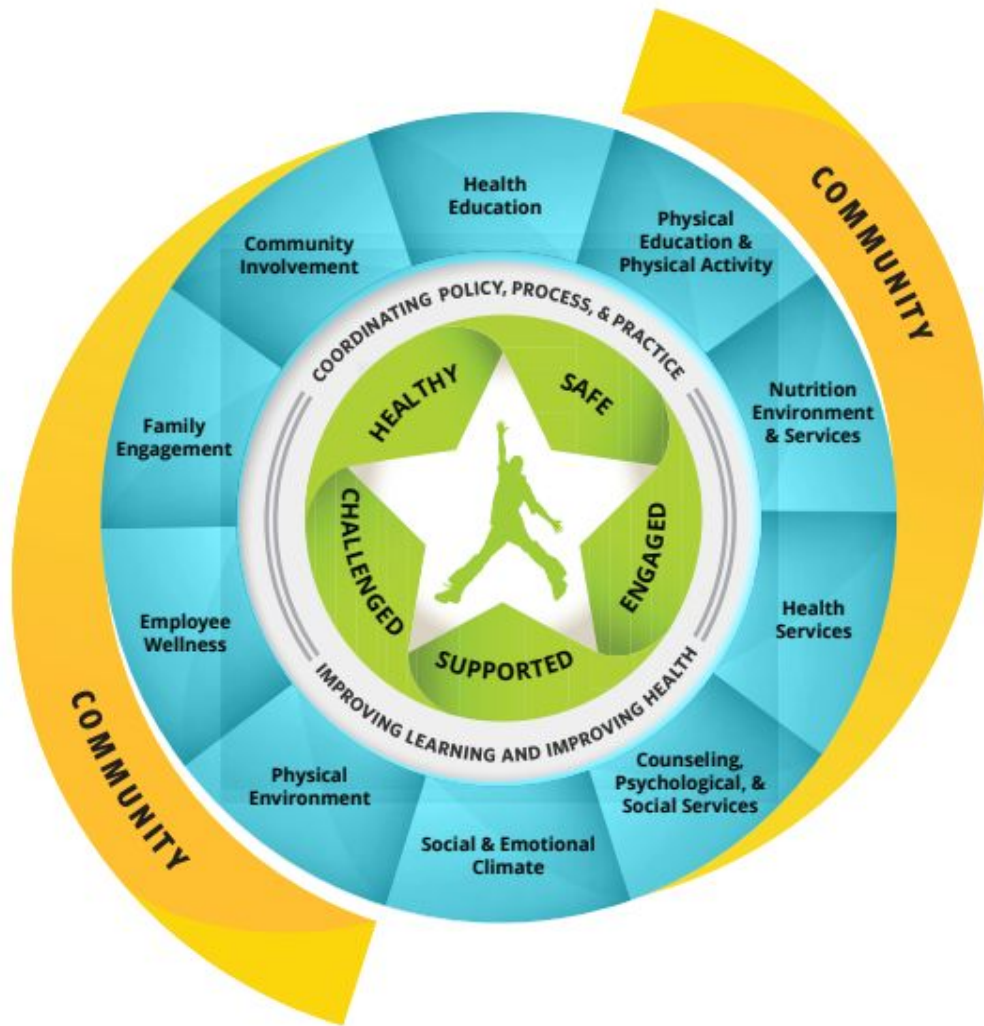 COMMUNITY
Health
Education
Physical
Education &
Physical Activity
Nutrition
Environment
& Services
Health
Services
Counseling,
Psychological, &
Social Services
Social & Emotional
Climate
Physical
Environment
Employee
Wellness
Family
Engagement
Community
Involvement
COORDINATING POLICY, PROCESS, & PRACTICE
IMPROVING LEARNING AND IMPROVING HEALTH
HEALTHY
SAFE
ENGAGED
SUPPORTED
CHALLENGED
COMMUNITY